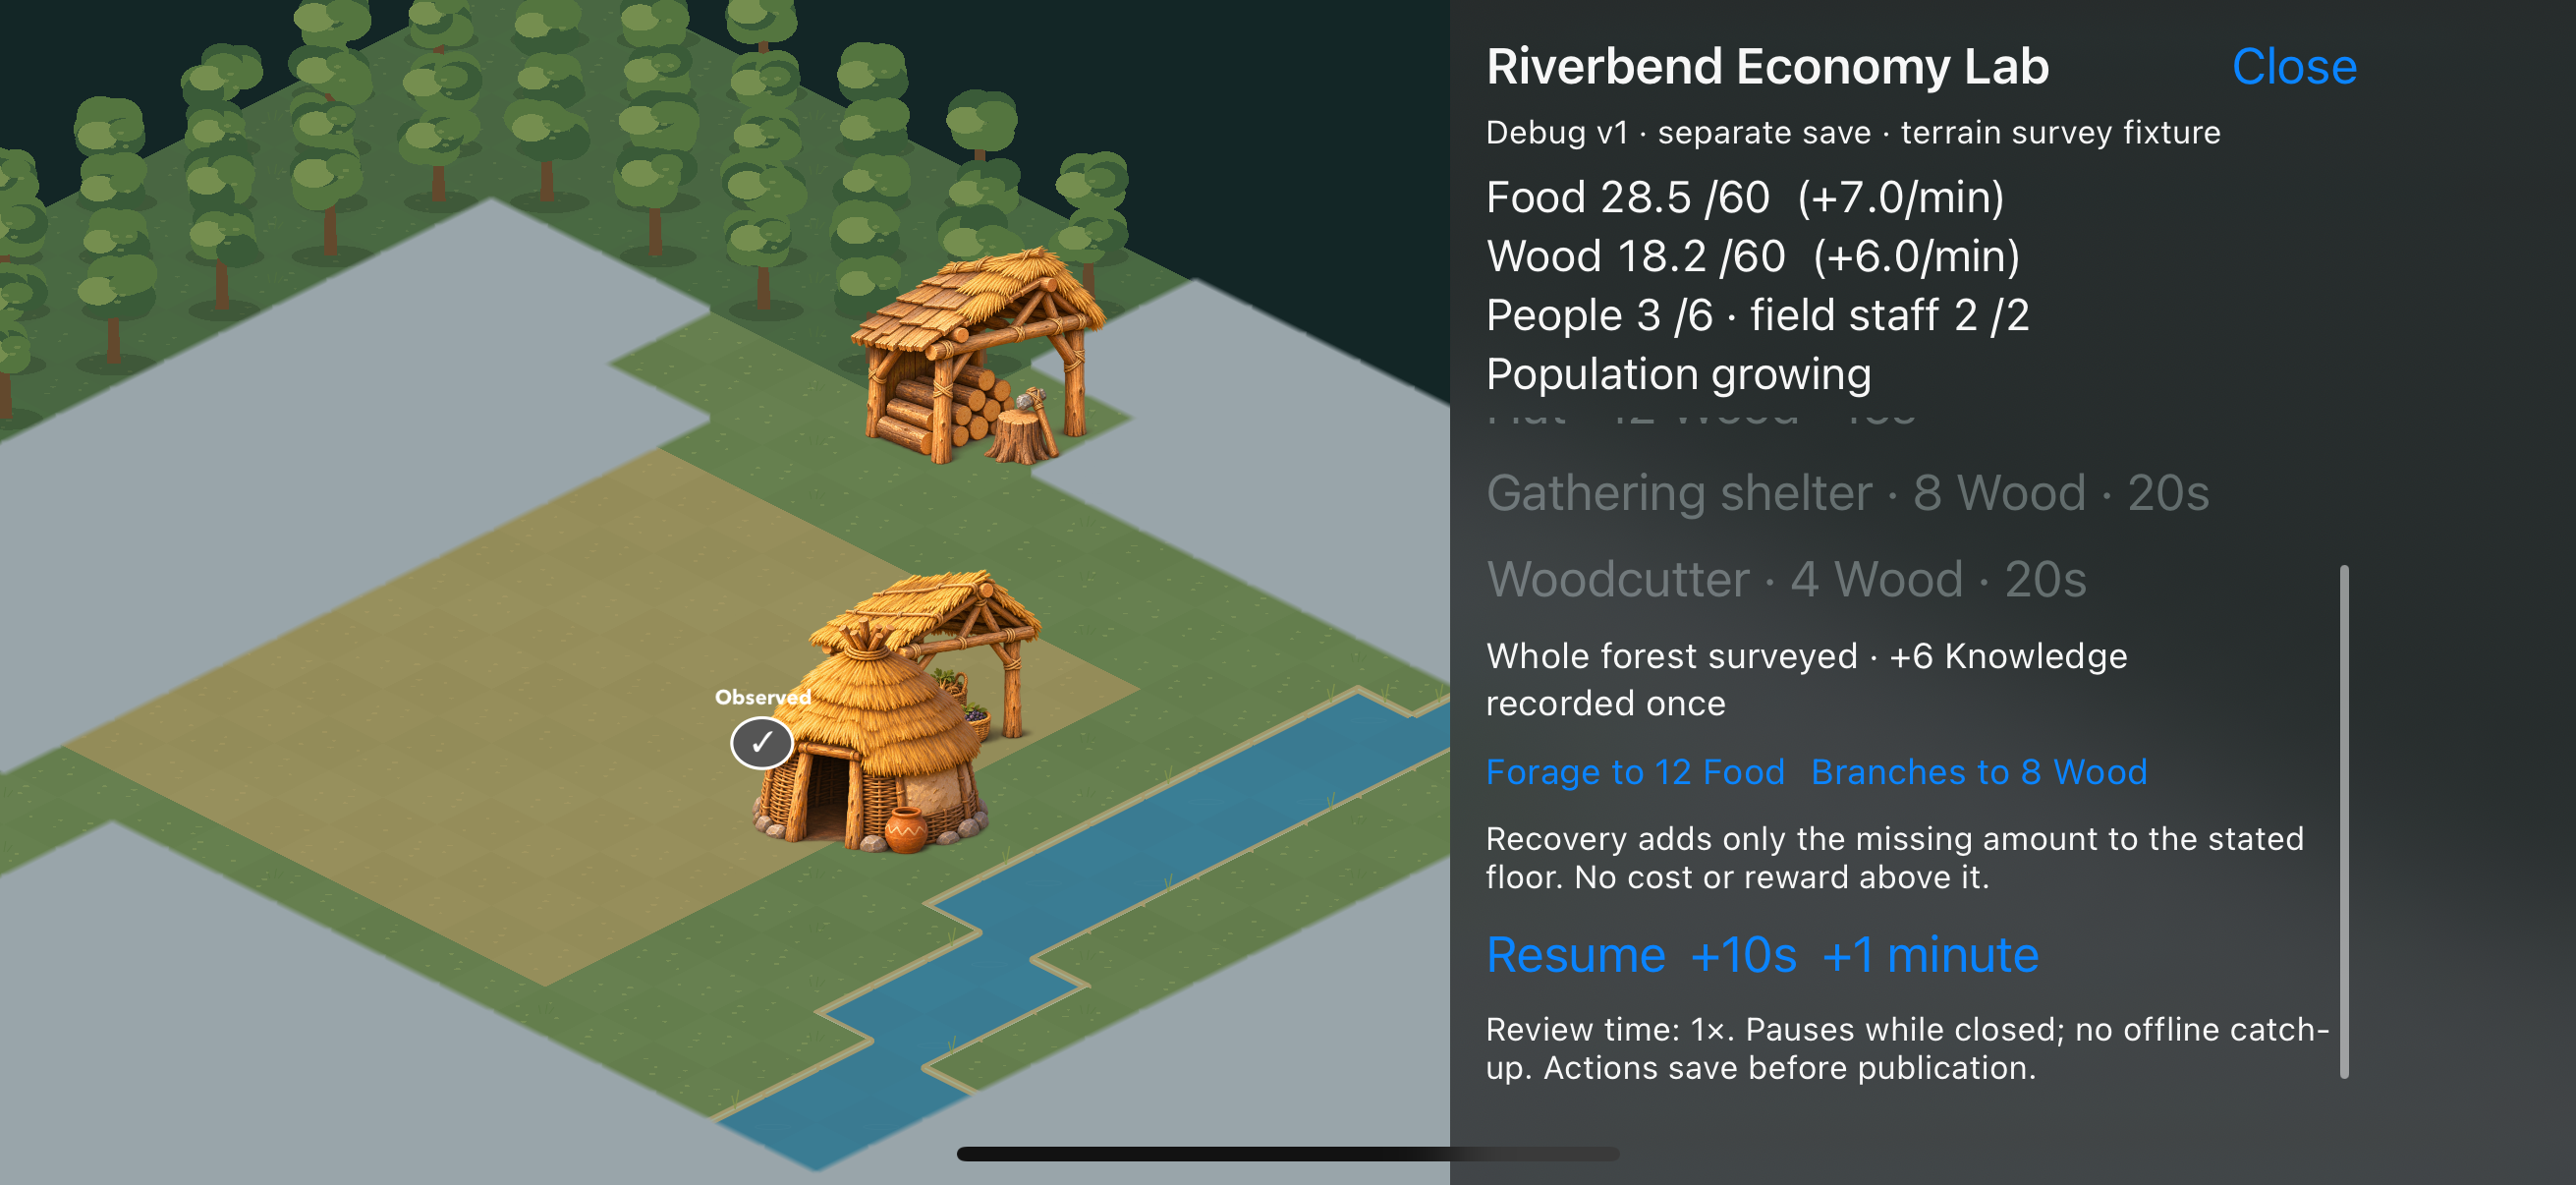 Riverbend Economy Lab
Close
Debug v1 · separate save · terrain survey fixture
Food 28.5 /60 (+7.0/min)
Wood 18.2 /60 (+6.0/min)
People 3 /6 · field staff 2 /2
Population growing
Gathering shelter · 8 Wood · 20s
Woodcutter · 4 Wood · 20s
Whole forest surveyed · +6 Knowledge
recorded once
Forage to 12 Food Branches to 8 Wood
Recovery adds only the missing amount to the stated
floor. No cost or reward above it.
Resume +10s +1 minute
Review time: 1×. Pauses while closed; no offline catch-
up. Actions save before publication.
Observed